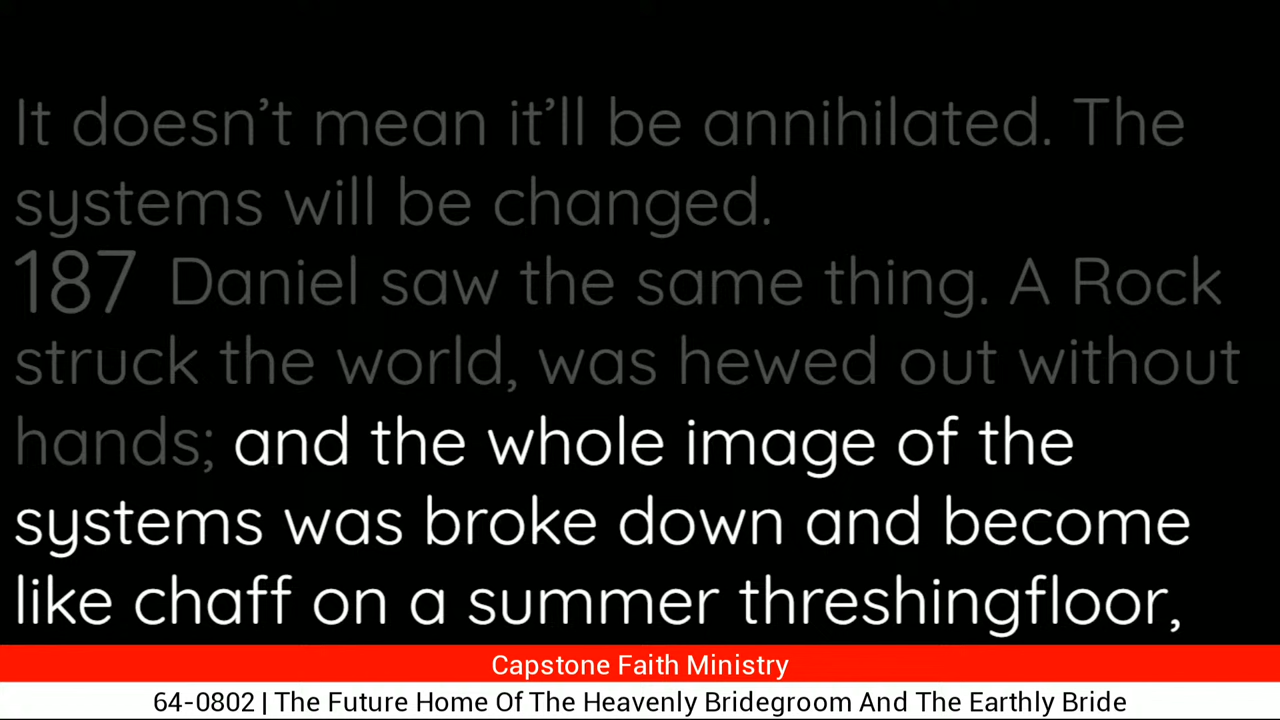 It doesn't mean it'll be annihilated. The
systems will be changed.
187 Daniel saw the same thing. A Rock
struck the world, was hewed out without
hands; and the whole image of the
systems was broke down and become
like chaff on a summer threshingfloor,
Capstone Faith Ministry
64-0802 | The Future Home Of The Heavenly Bridegroom And The Earthly Bride